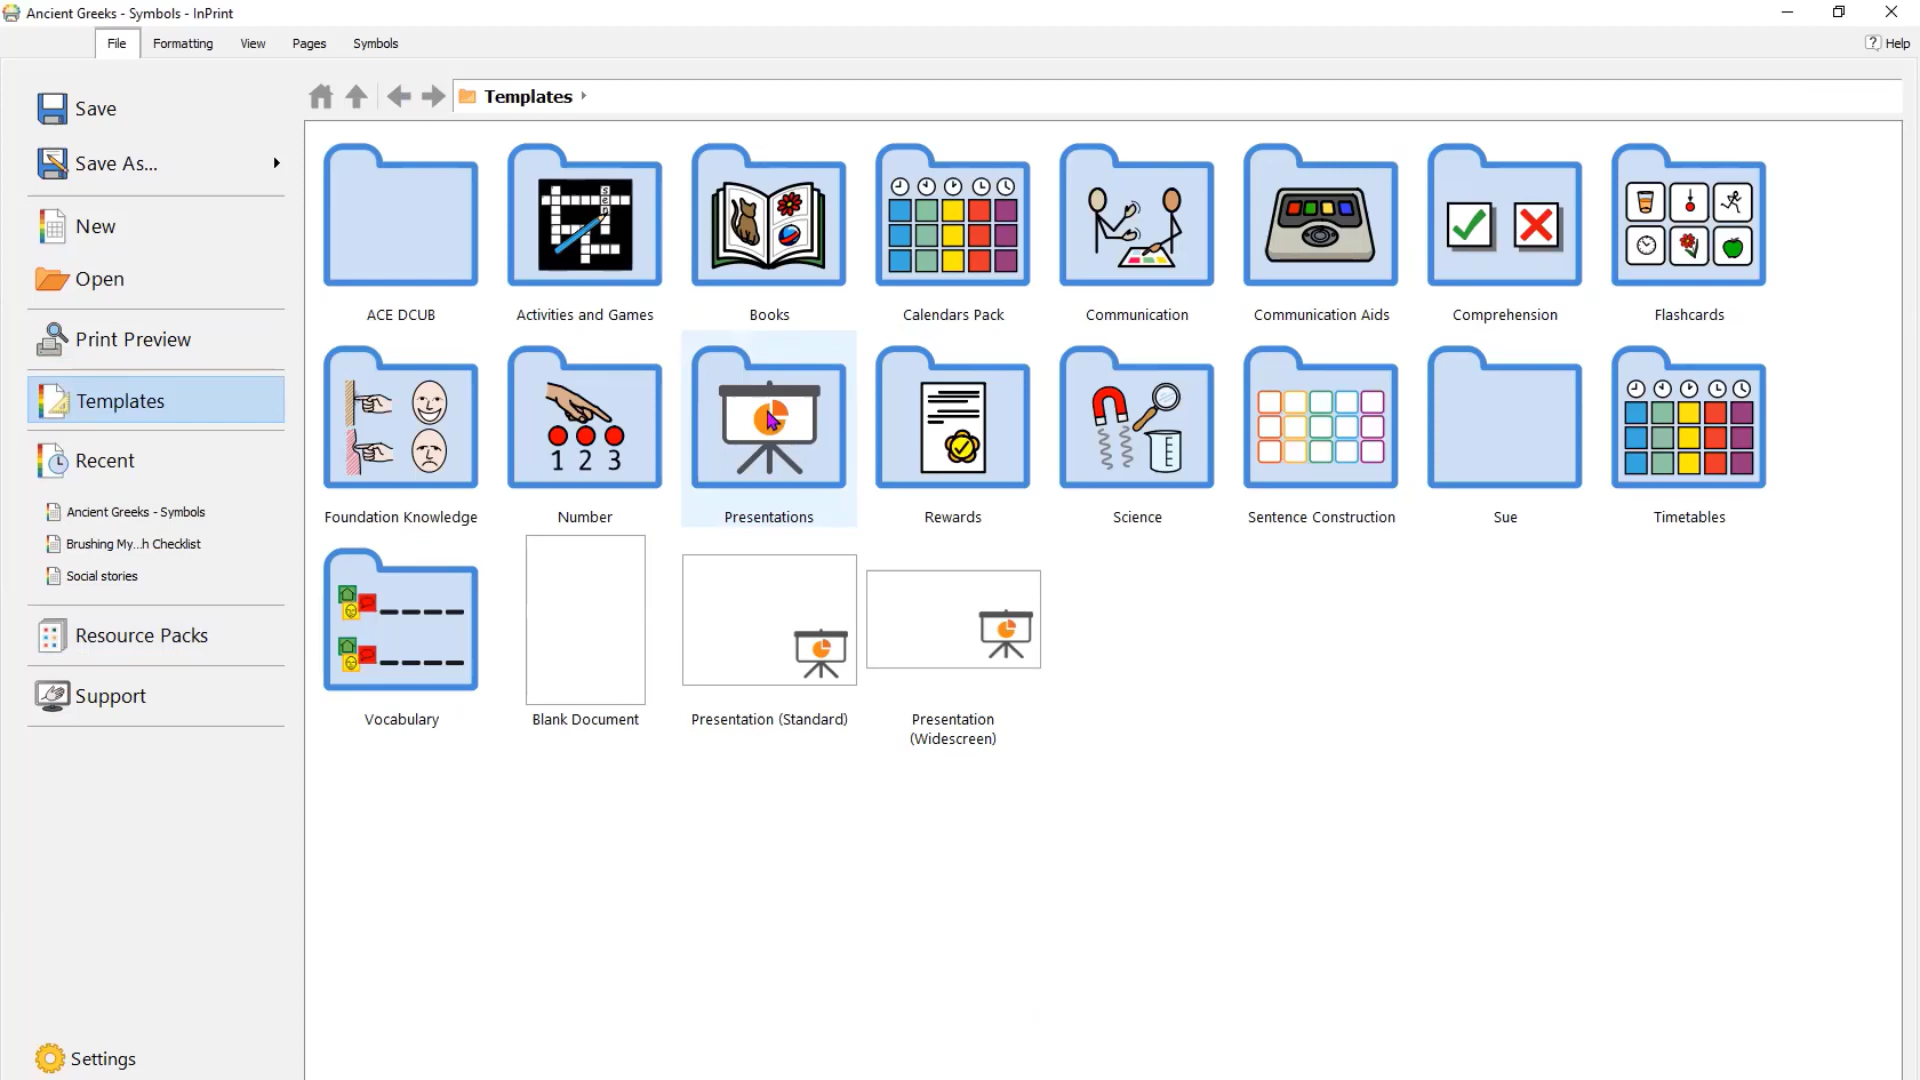 Ancient Greeks - Symbols - InPrint
File Formatting View Pages Symbols
? Help
Save
Save As...
New
Open
Print Preview
Templates
Recent
Ancient Greeks - Symbols
Brushing My...h Checklist
Social stories
Resource Packs
Support
Settings
Templates
ACE DCUB
Activities and Games
Books
Calendars Pack
Communication
Communication Aids
Comprehension
Flashcards
1 2 3
Foundation Knowledge
Number
Presentations
Rewards
Science
Sentence Construction
Sue
Timetables
Vocabulary
Blank Document
Presentation (Standard)
Presentation
(Widescreen)